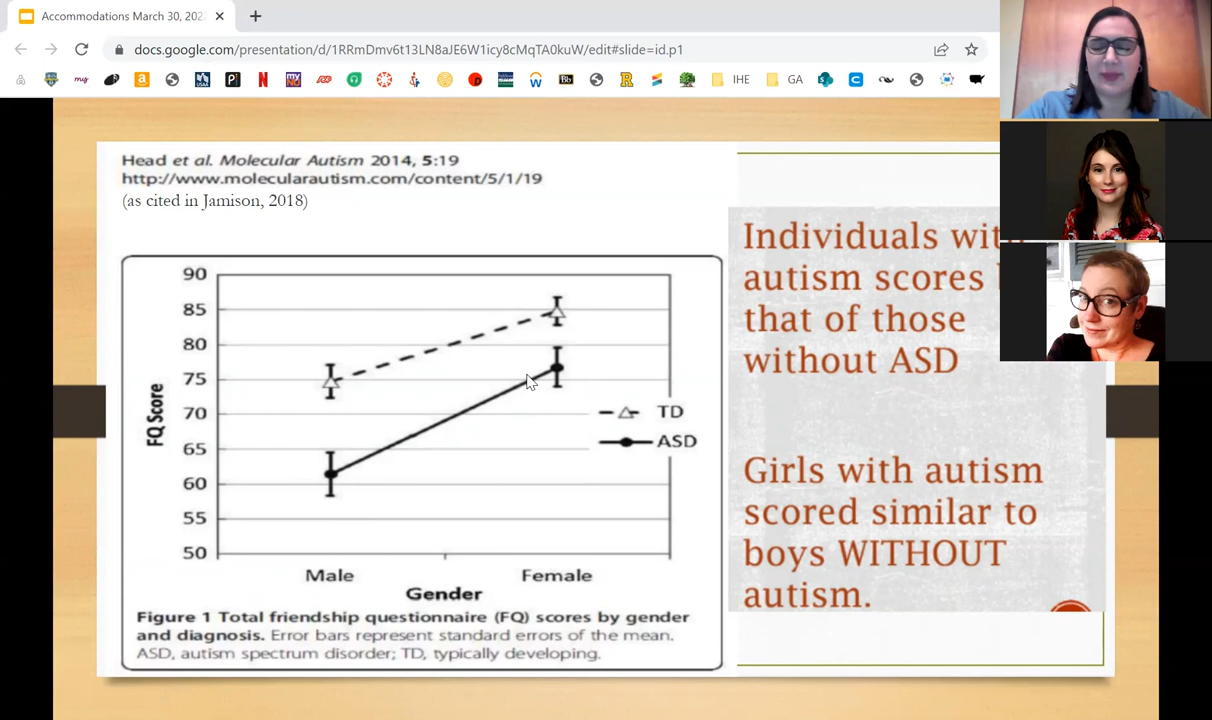 Accommodations March 30, 202
docs.google.com/presentation/d/1RRmDmv6t13LN8aJE6W1icy8cMqTA0kuW/edit#slide=id.p1
IHE
GA
Head et al. Molecular Autism 2014, 5:19
http://www.molecularautism.com/content/5/1/19
(as cited in Jamison, 2018)
90
85
80
75
70
65
60
55
50
FQ Score
TD
ASD
Male
Female
Gender
Figure 1 Total friendship questionnaire (FQ) scores by gender
and diagnosis. Error bars represent standard errors of the mean.
ASD, autism spectrum disorder; TD, typically developing.
Individuals
autism scores
that of those
without ASD
Girls with autism
scored similar to
boys WITHOUT
autism.